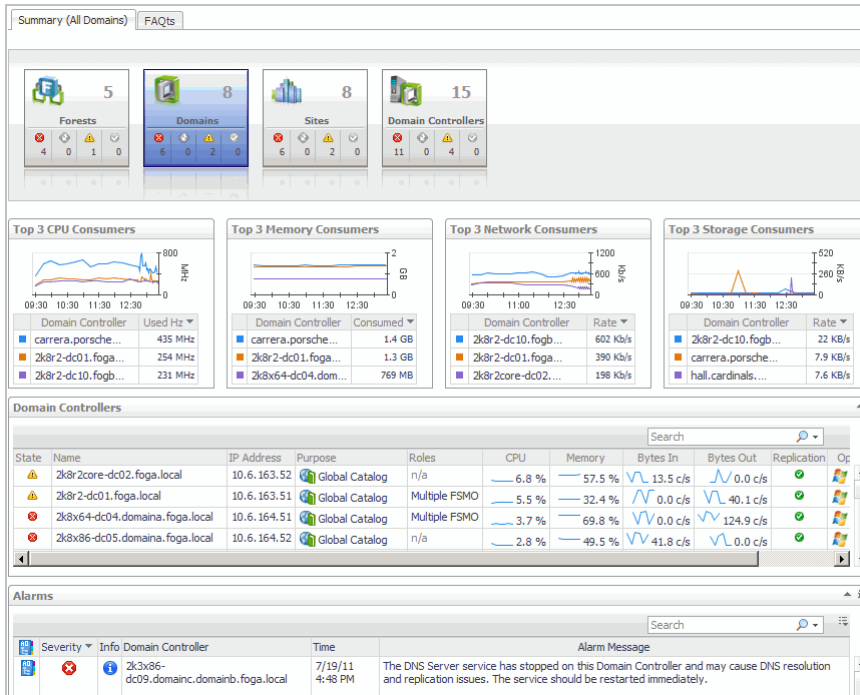 Summary (All Domains) FAQts
5 8 8 15
Forests Domains Sites Domain Controllers
4 0 1 0 6 0 2 0 6 0 2 0 11 0 4 0
Top 3 CPU Consumers Top 3 Memory Consumers Top 3 Network Consumers Top 3 Storage Consumers
800 2 1200 520
MHz GB 600 Kb/s 260 KB/s
0 0 0 0
09:30 10:30 11:30 12:30 09:30 10:30 11:30 12:30 09:30 11:00 12:30 09:30 10:30 11:30 12:30
Domain Controller Used Hz Domain Controller Consumed Domain Controller Rate Domain Controller Rate
carrera.porsche... 435 MHz carrera.porsche... 1.4 GB 2k8r2-dc10.fogb... 602 Kb/s 2k8r2-dc10.fogb... 22 KB/s
2k8r2-dc01.foga... 254 MHz 2k8r2-dc01.foga... 1.3 GB 2k8r2-dc01.foga... 390 Kb/s carrera.porsche... 7.9 KB/s
2k8r2-dc10.fogb... 231 MHz 2k8x64-dc04.dom... 769 MB 2k8r2core-dc02.... 198 Kb/s hall.cardinals.... 7.6 KB/s
Domain Controllers
Search
State Name IP Address Purpose Roles CPU Memory Bytes In Bytes Out Replication Op
2k8r2core-dc02.foga.local 10.6.163.52 Global Catalog n/a 6.8 % 57.5 % 13.5 c/s 0.0 c/s
2k8r2-dc01.foga.local 10.6.163.51 Global Catalog Multiple FSMO 5.5 % 32.4 % 0.0 c/s 40.1 c/s
2k8x64-dc04.domaina.foga.local 10.6.164.51 Global Catalog Multiple FSMO 3.7 % 69.8 % 0.0 c/s 124.9 c/s
2k8x86-dc05.domaina.foga.local 10.6.164.52 Global Catalog n/a 2.8 % 49.5 % 41.8 c/s 0.0 c/s
Alarms
Search
Severity Info Domain Controller Time Alarm Message
2k3x86- 7/19/11 The DNS Server service has stopped on this Domain Controller and may cause DNS resolution
dc09.domainc.domainb.foga.local 4:48 PM and replication issues. The service should be restarted immediately.